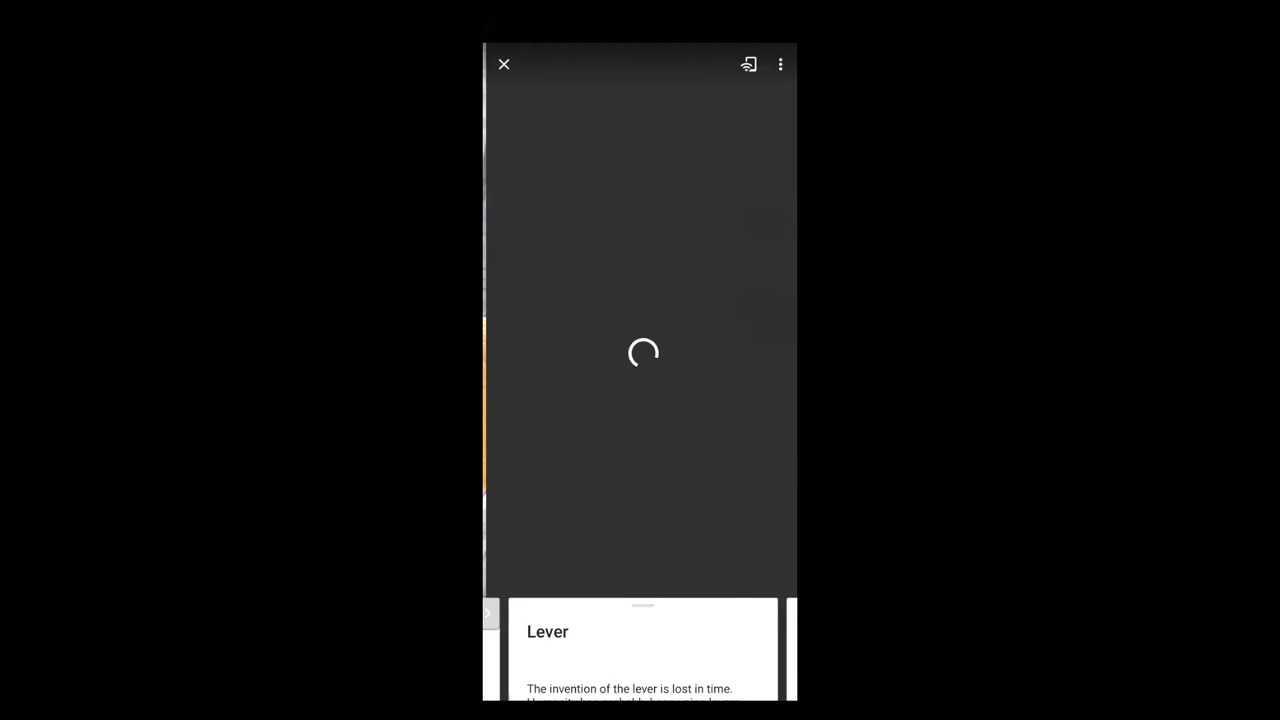 Lever
The invention of the lever is lost in time.